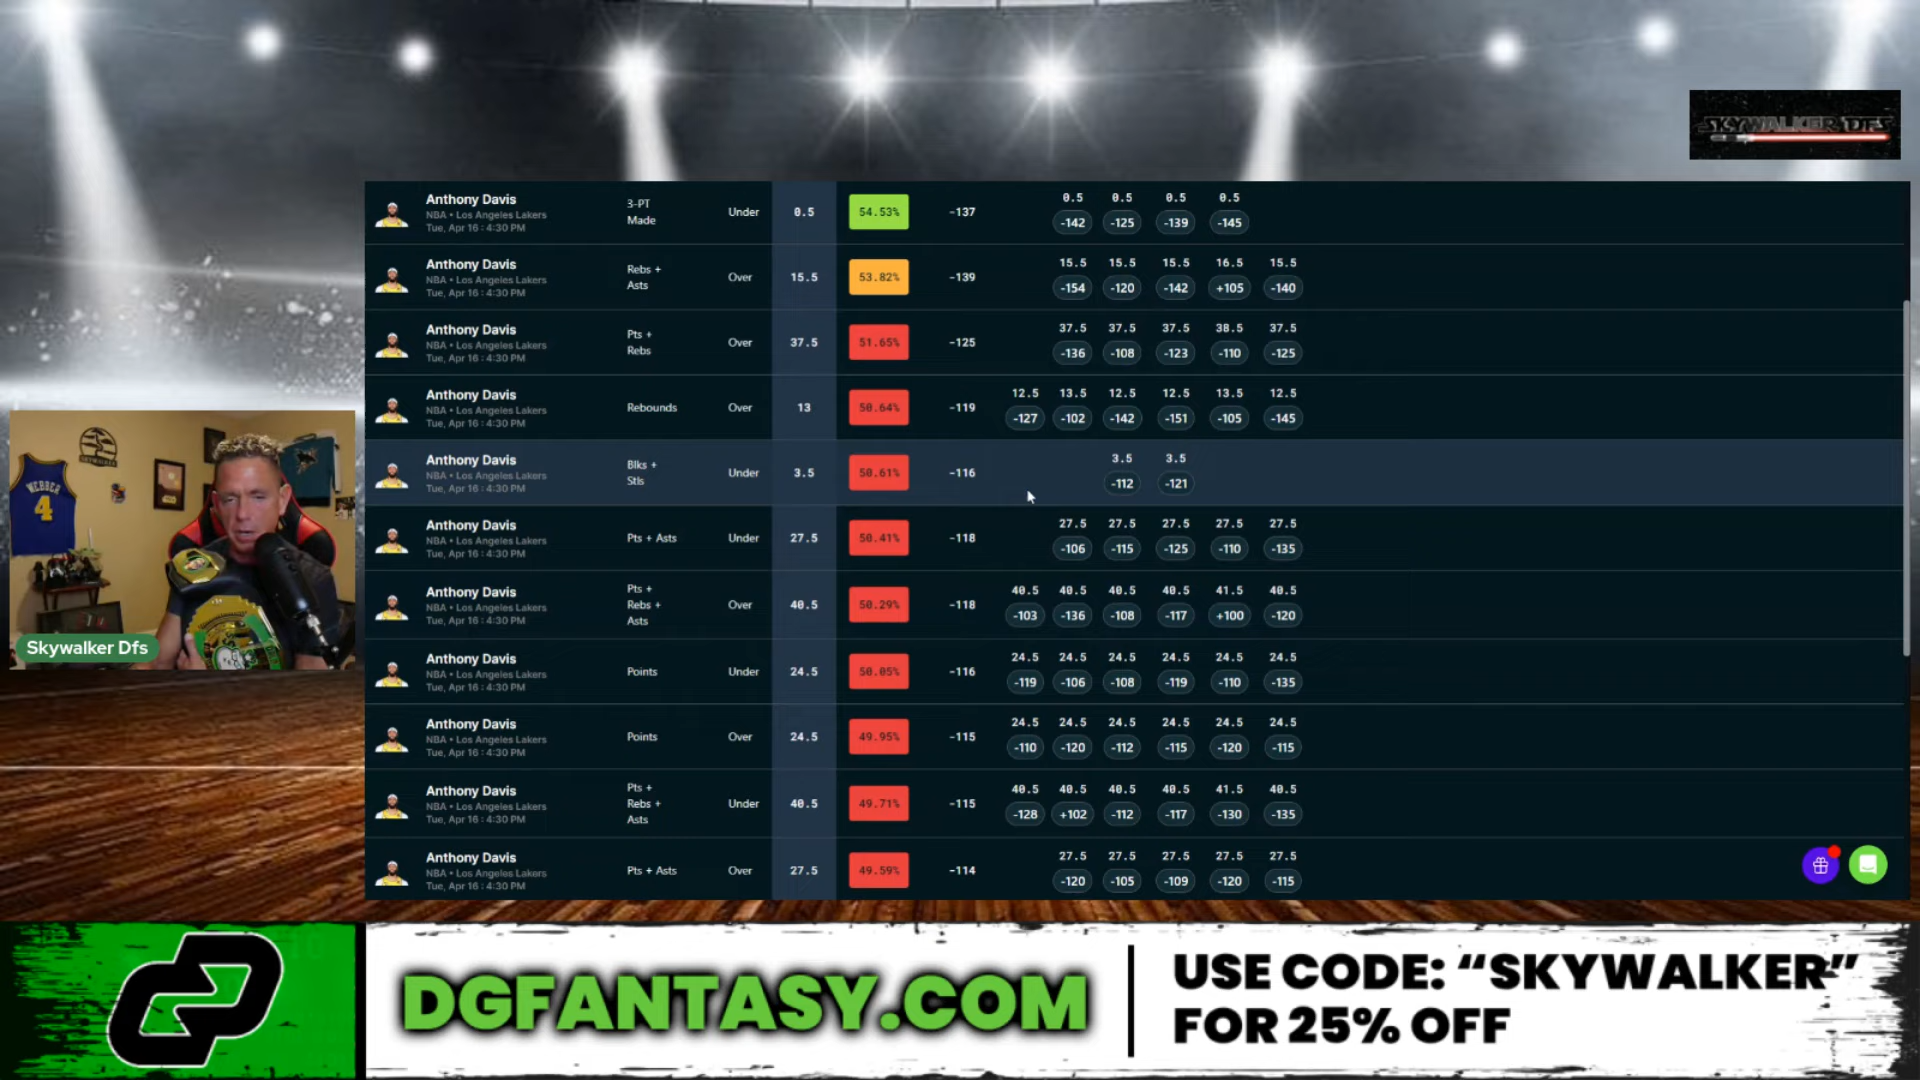 SKYWALKER DFS
Anthony Davis
NBA • Los Angeles Lakers
Tue, Apr 16 : 4:30 PM
3-PT
Made
Under
0.5
54.53%
-137
0.5 0.5 0.5 0.5
-142 -125 -139 -145
Anthony Davis
NBA • Los Angeles Lakers
Tue, Apr 16 : 4:30 PM
Rebs +
Asts
Over
15.5
53.82%
-139
15.5 15.5 15.5 16.5 15.5
-154 -120 -142 +105 -140
Anthony Davis
NBA • Los Angeles Lakers
Tue, Apr 16 : 4:30 PM
Pts +
Rebs
Over
37.5
51.65%
-125
37.5 37.5 37.5 38.5 37.5
-136 -108 -123 -110 -125
Anthony Davis
NBA • Los Angeles Lakers
Tue, Apr 16 : 4:30 PM
Rebounds
Over
13
50.64%
-119
12.5 13.5 12.5 12.5 13.5 12.5
-127 -102 -142 -151 -105 -145
Anthony Davis
NBA • Los Angeles Lakers
Tue, Apr 16 : 4:30 PM
Blks +
Stls
Under
3.5
50.61%
-116
3.5 3.5
-112 -121
Anthony Davis
NBA • Los Angeles Lakers
Tue, Apr 16 : 4:30 PM
Pts + Asts
Under
27.5
50.41%
-118
27.5 27.5 27.5 27.5 27.5
-106 -115 -125 -110 -135
Anthony Davis
NBA • Los Angeles Lakers
Tue, Apr 16 : 4:30 PM
Pts +
Rebs +
Asts
Over
40.5
50.29%
-118
40.5 40.5 40.5 40.5 41.5 40.5
-103 -136 -108 -117 +100 -120
Anthony Davis
NBA • Los Angeles Lakers
Tue, Apr 16 : 4:30 PM
Points
Under
24.5
50.05%
-116
24.5 24.5 24.5 24.5 24.5 24.5
-119 -106 -108 -119 -110 -135
Anthony Davis
NBA • Los Angeles Lakers
Tue, Apr 16 : 4:30 PM
Points
Over
24.5
49.95%
-115
24.5 24.5 24.5 24.5 24.5 24.5
-110 -120 -112 -115 -120 -115
Anthony Davis
NBA • Los Angeles Lakers
Tue, Apr 16 : 4:30 PM
Pts +
Rebs +
Asts
Under
40.5
49.71%
-115
40.5 40.5 40.5 40.5 41.5 40.5
-128 +102 -112 -117 -130 -135
Anthony Davis
NBA • Los Angeles Lakers
Tue, Apr 16 : 4:30 PM
Pts + Asts
Over
27.5
49.59%
-114
27.5 27.5 27.5 27.5 27.5
-120 -105 -109 -120 -115
WEBBER
4
Skywalker Dfs
DGFANTASY.COM
USE CODE: “SKYWALKER”
FOR 25% OFF